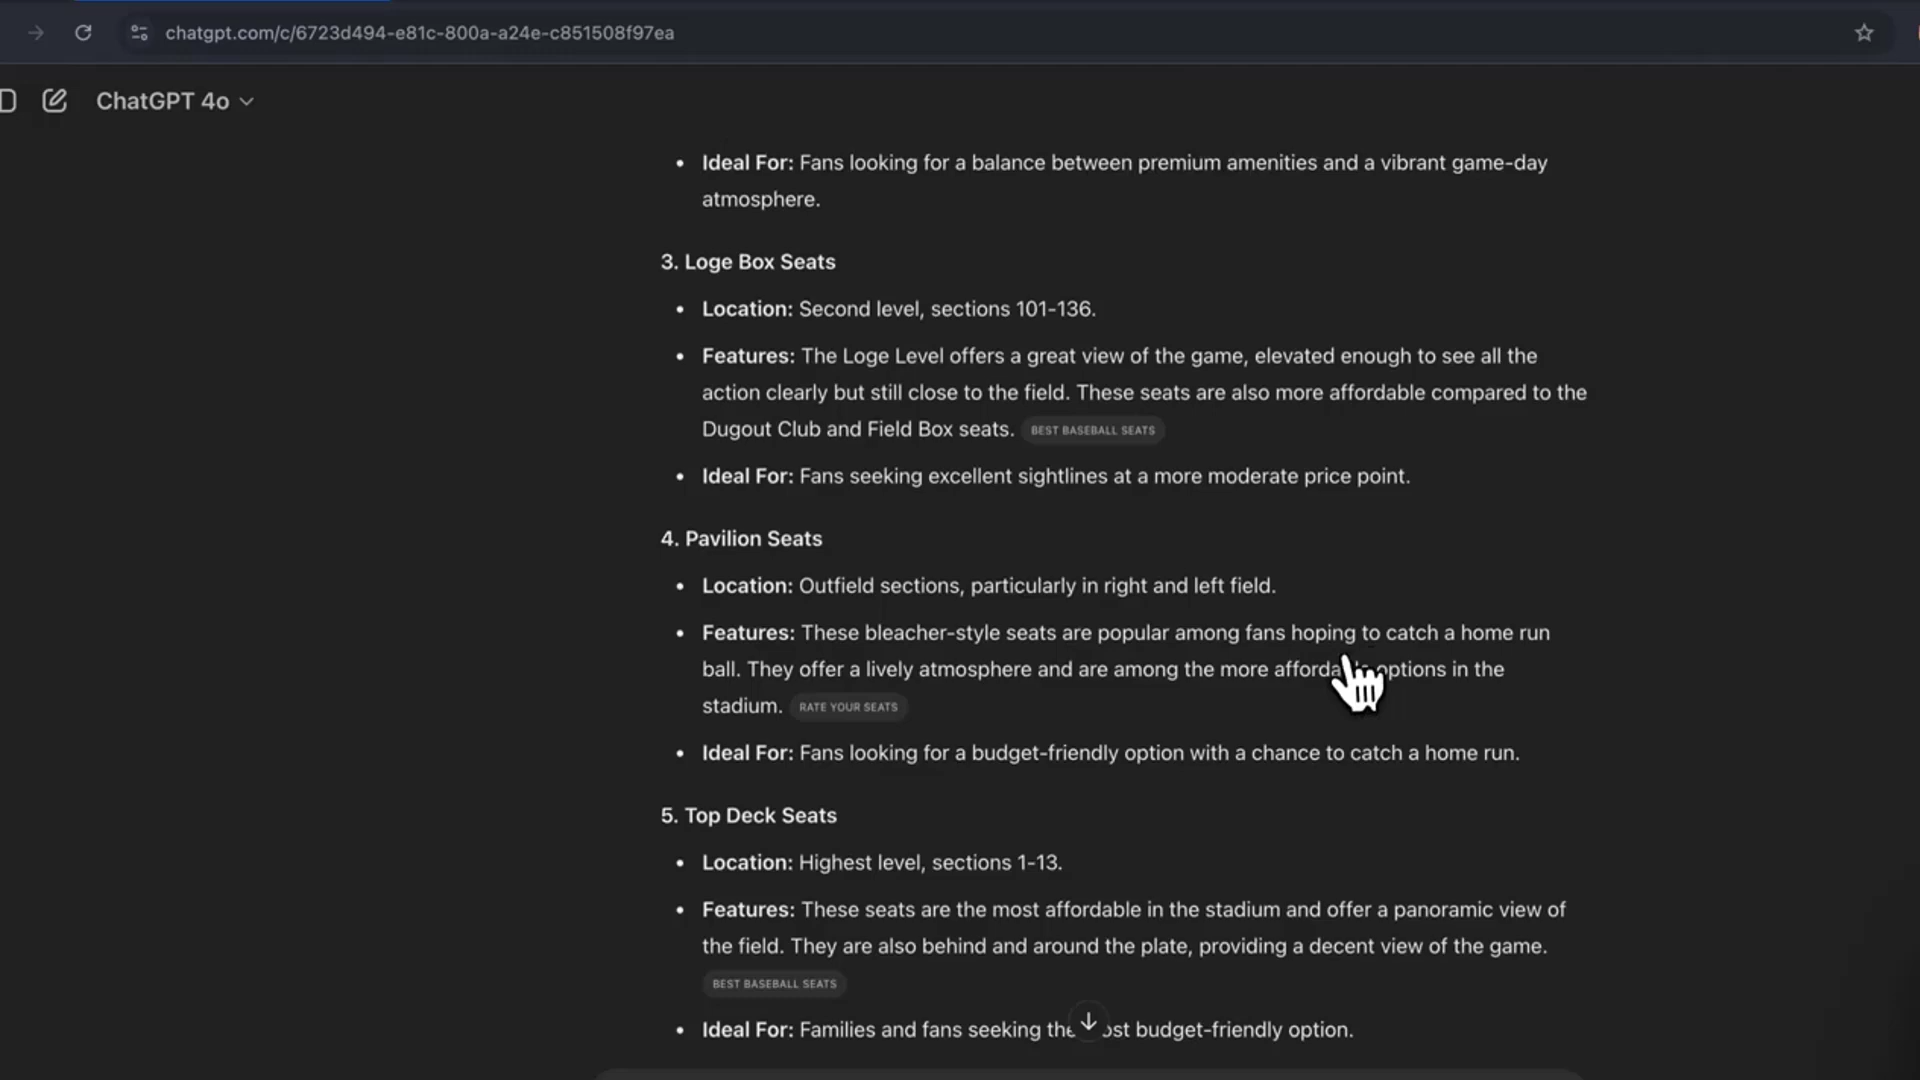 chatgpt.com/c/6723d494-e81c-800a-a24e-c851508f97ea
ChatGPT 4o
• Ideal For: Fans looking for a balance between premium amenities and a vibrant game-day
atmosphere.
3. Loge Box Seats
• Location: Second level, sections 101-136.
• Features: The Loge Level offers a great view of the game, elevated enough to see all the
action clearly but still close to the field. These seats are also more affordable compared to the
Dugout Club and Field Box seats. BEST BASEBALL SEATS
• Ideal For: Fans seeking excellent sightlines at a more moderate price point.
4. Pavilion Seats
• Location: Outfield sections, particularly in right and left field.
• Features: These bleacher-style seats are popular among fans hoping to catch a home run
ball. They offer a lively atmosphere and are among the more options in the
stadium. RATE YOUR SEATS
• Ideal For: Fans looking for a budget-friendly option with a chance to catch a home run.
5. Top Deck Seats
• Location: Highest level, sections 1-13.
• Features: These seats are the most affordable in the stadium and offer a panoramic view of
the field. They are also behind and around the plate, providing a decent view of the game.
BEST BASEBALL SEATS
• Ideal For: Families and fans seeking the budget-friendly option.